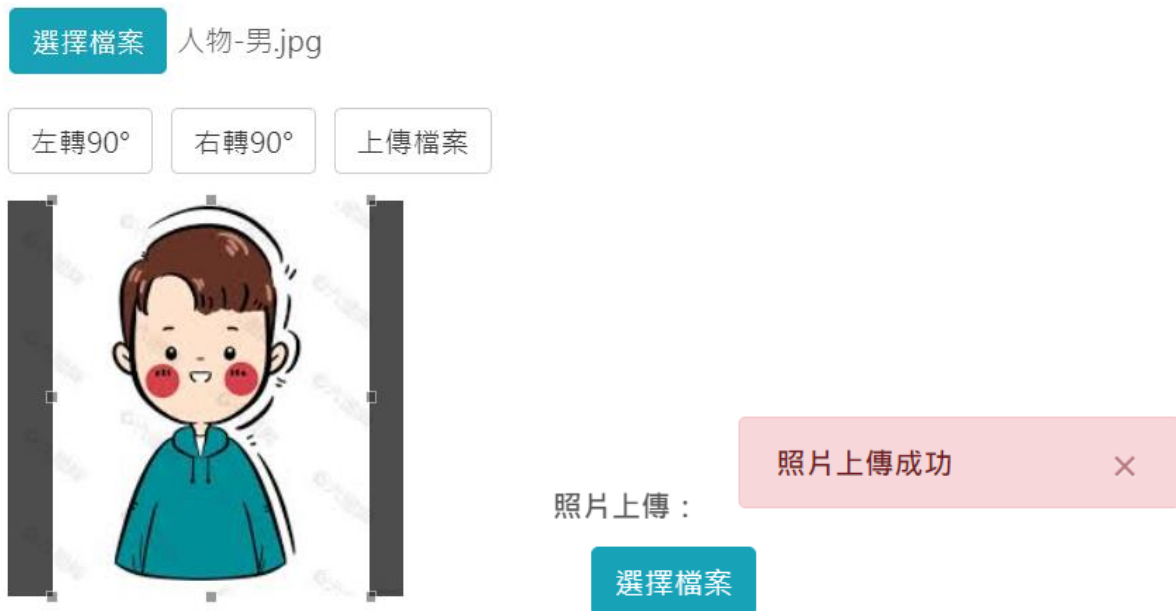 選擇檔案 人物-男.jpg
左轉90° 右轉90° 上傳檔案
照片上傳成功 ×
照片上傳：
選擇檔案